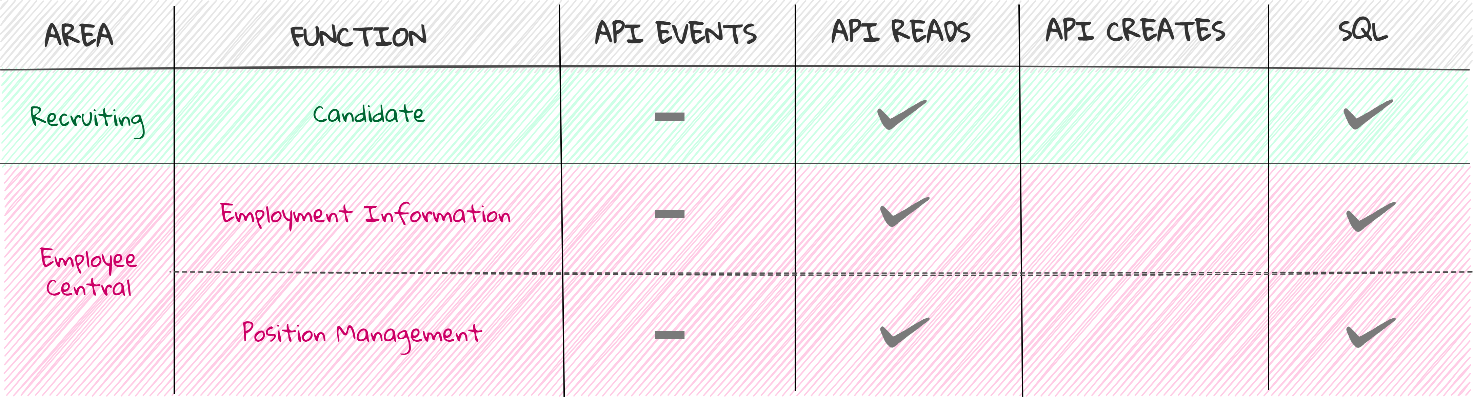 AREA FUNCTION API EVENTS API READS API CREATES SQL
Recruiting Candidate
Employment Information
Employee
Central
Position Management